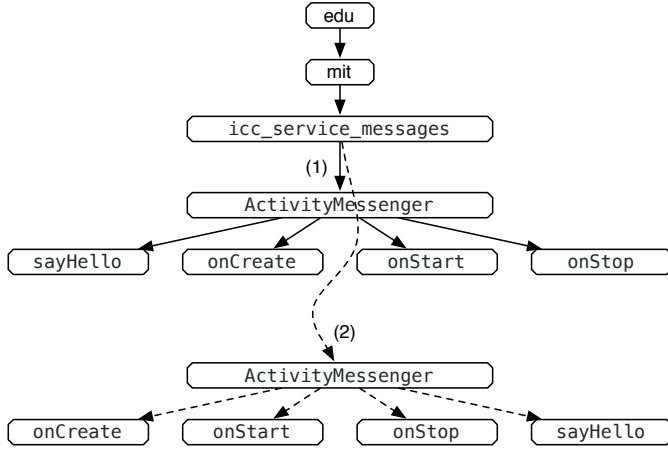 edu
mit
icc_service_messages
(1)
ActivityMessenger
sayHello onCreate onStart onStop
(2)
ActivityMessenger
onCreate onStart onStop sayHello